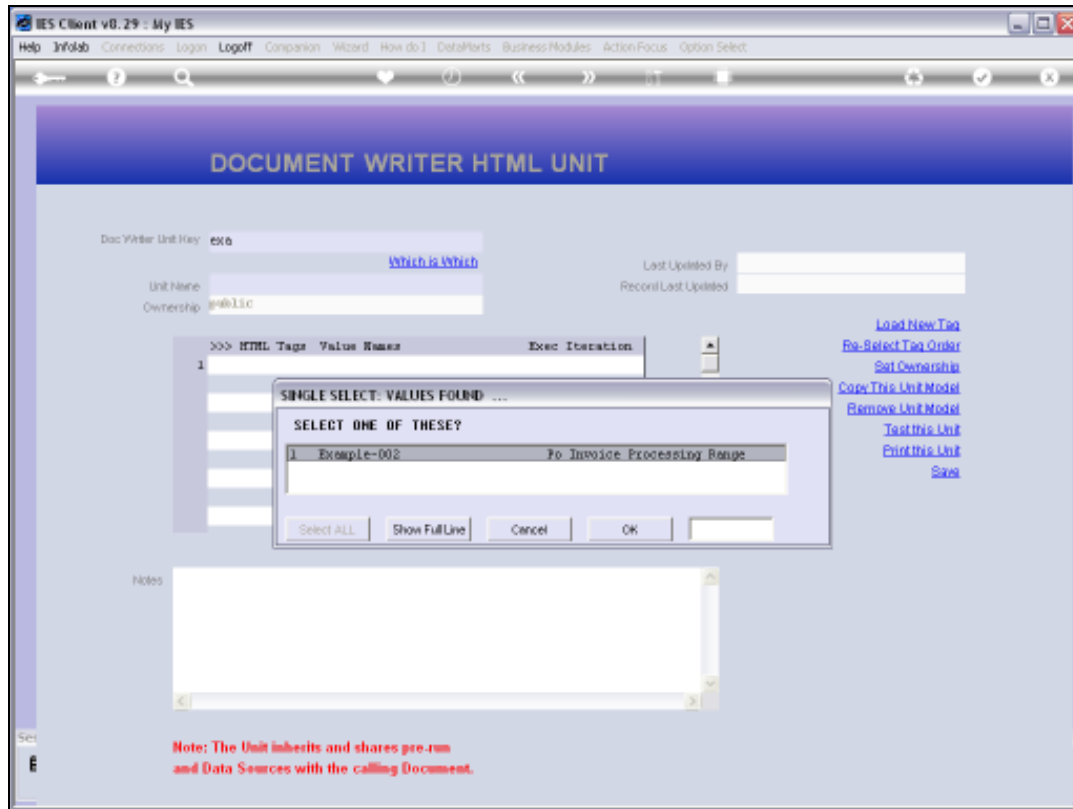 IES Client v8.29 : My IES
Help Infolab Connections Logon Logoff Companion Wizard How do I DataMarts Business Modules Action Focus Option Select
DOCUMENT WRITER HTML UNIT
Doc Writer Unit Key exa
Which is Which
Last Updated By
Unit Name
Record Last Updated
Ownership public
Load New Tag
>>> HTML Tags Value Names Exec Iteration
Re-Select Tag Order
1
Set Ownership
Copy This Unit Model
SINGLE SELECT: VALUES FOUND ...
Remove Unit Model
SELECT ONE OF THESE?
Test this Unit
1 Example-002 Po Invoice Processing Range
Print this Unit
Save
Select ALL Show Full Line Cancel OK
Notes
Note: The Unit inherits and shares pre-run
and Data Sources with the calling Document.